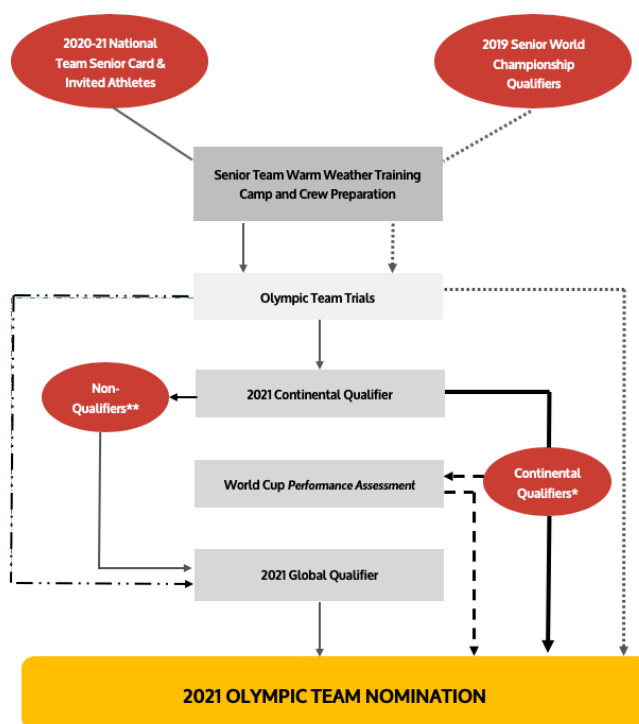 2020-21 National
Team Senior Card &
Invited Athletes
2019 Senior World
Championship
Qualifiers
Senior Team Warm Weather Training
Camp and Crew Preparation
Olympic Team Trials
Non-
Qualifiers**
2021 Continental Qualifier
World Cup Performance Assessment
Continental
Qualifiers*
2021 Global Qualifier
2021 OLYMPIC TEAM NOMINATION